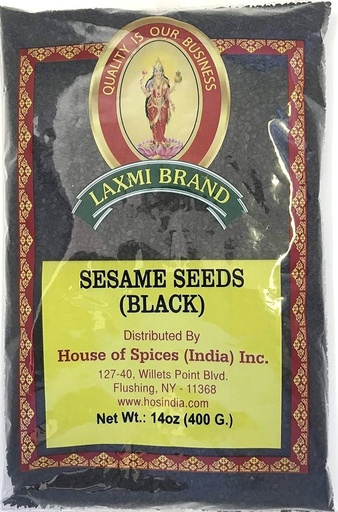 QUALITY IS OUR BUSINESS
LAXMI BRAND
SESAME SEEDS
(BLACK)
Distributed By
House of Spices (India) Inc.
127-40, Willets Point Blvd.
Flushing, NY - 11368
www.hosindia.com
Net Wt.: 14oz (400 G.)